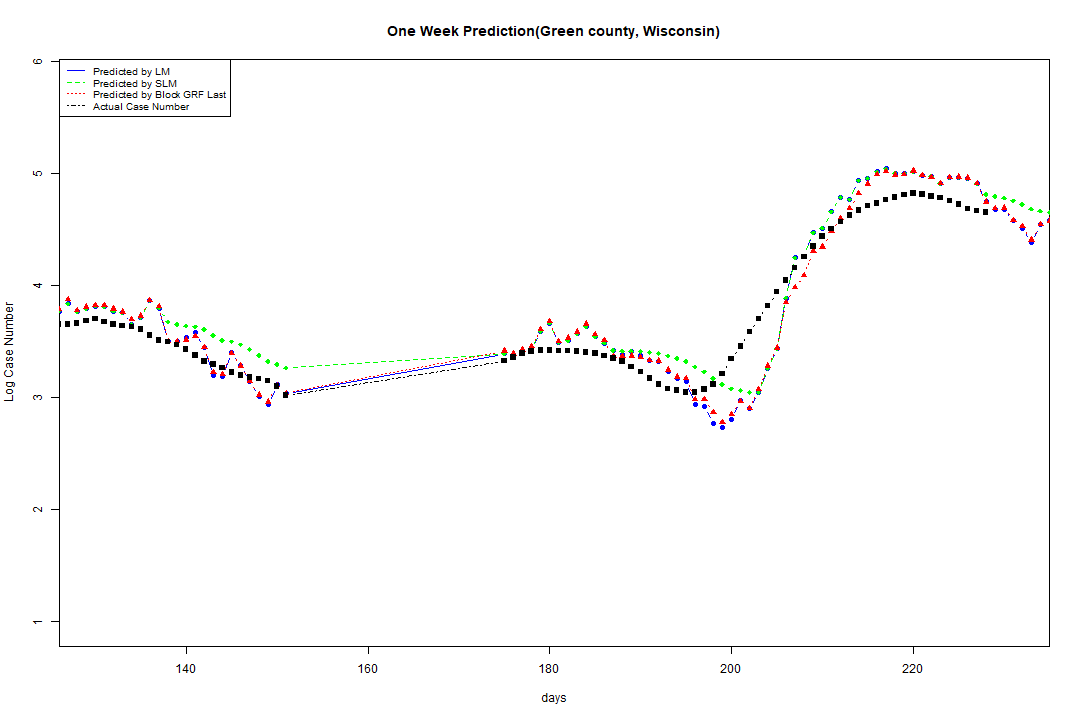 One Week Prediction(Green county, Wisconsin)
Predicted by LM
Predicted by SLM
Predicted by Block GRF Last
Actual Case Number
6
5
4
3
2
1
Log Case Number
140 160 180 200 220
days